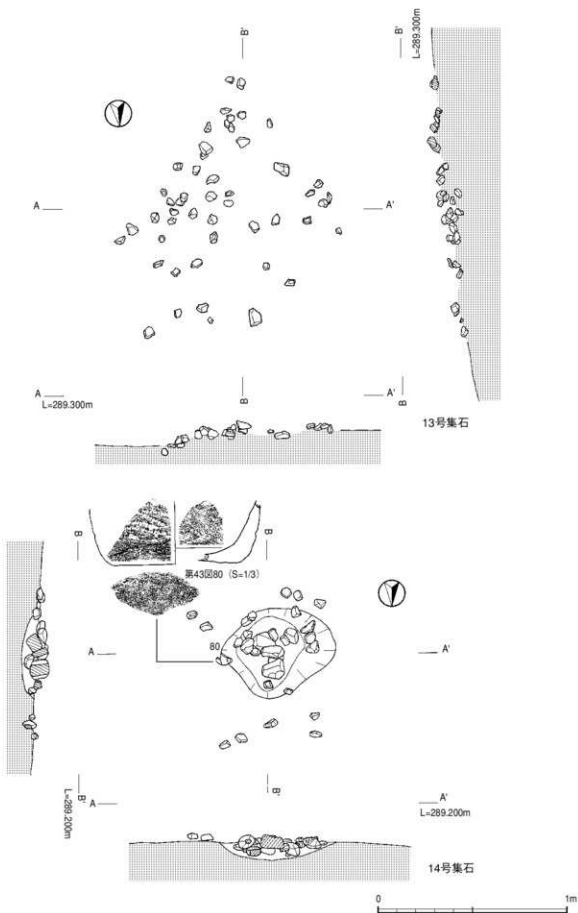 B'
B'
L=289.300m
A
A'
A
L=289.300m
B
A'
B
13号集石
B
B
第43図80 (S=1/3)
80
A
A'
L=289.200m
B'
A
B'
A'
L=289.200m
14号集石
0
1m